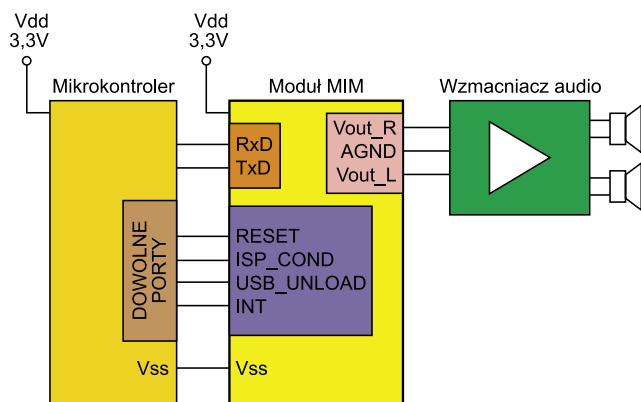 Vdd
3,3V
Vdd
3,3V
Mikrokontroler
Moduł MIM
Wzmacniacz audio
RxD
TxD
Vout_R
AGND
Vout_L
DOWOLNE
PORTY
RESET
ISP_COND
USB_UNLOAD
INT
Vss
Vss